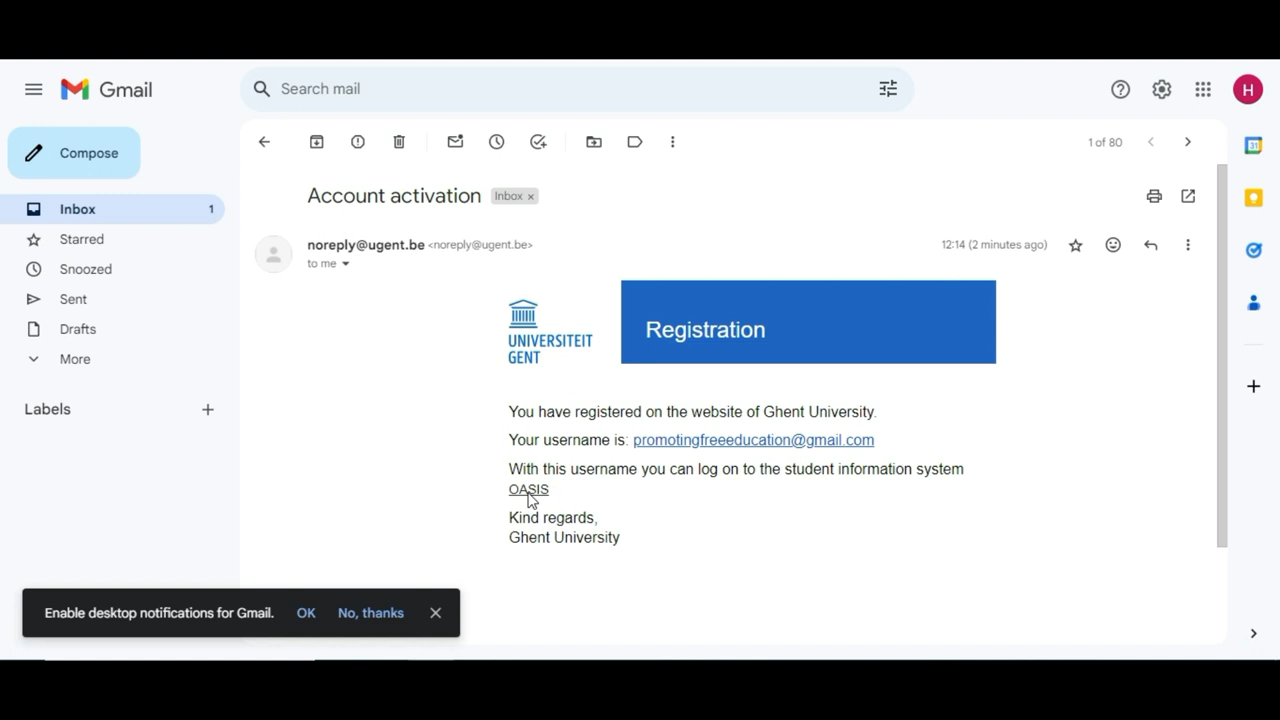 Gmail
Search mail
H
Compose
1 of 80
Inbox 1
Account activation Inbox ×
Starred
noreply@ugent.be <noreply@ugent.be> 12:14 (2 minutes ago)
to me
Snoozed
Sent
Drafts
More
Labels
UNIVERSITEIT
GENT
Registration
You have registered on the website of Ghent University.
Your username is: promotingfreeeducation@gmail.com
With this username you can log on to the student information system
OASIS
Kind regards,
Ghent University
Enable desktop notifications for Gmail. OK No, thanks
31